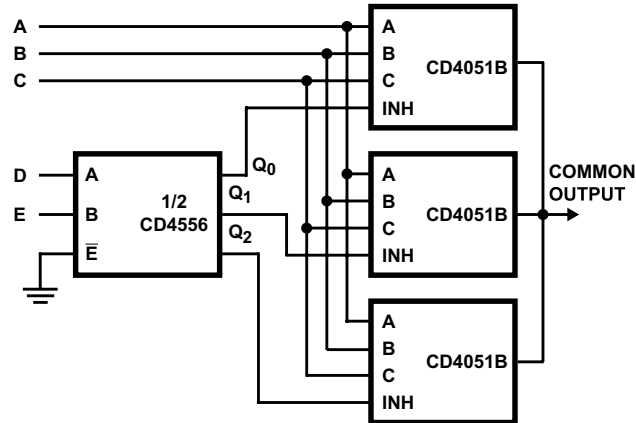 A
B
C
A
B
C
INH
CD4051B
D
E
A
B
E̅
1/2
CD4556
Q0
Q1
Q2
A
B
C
INH
CD4051B
COMMON
OUTPUT
A
B
C
INH
CD4051B